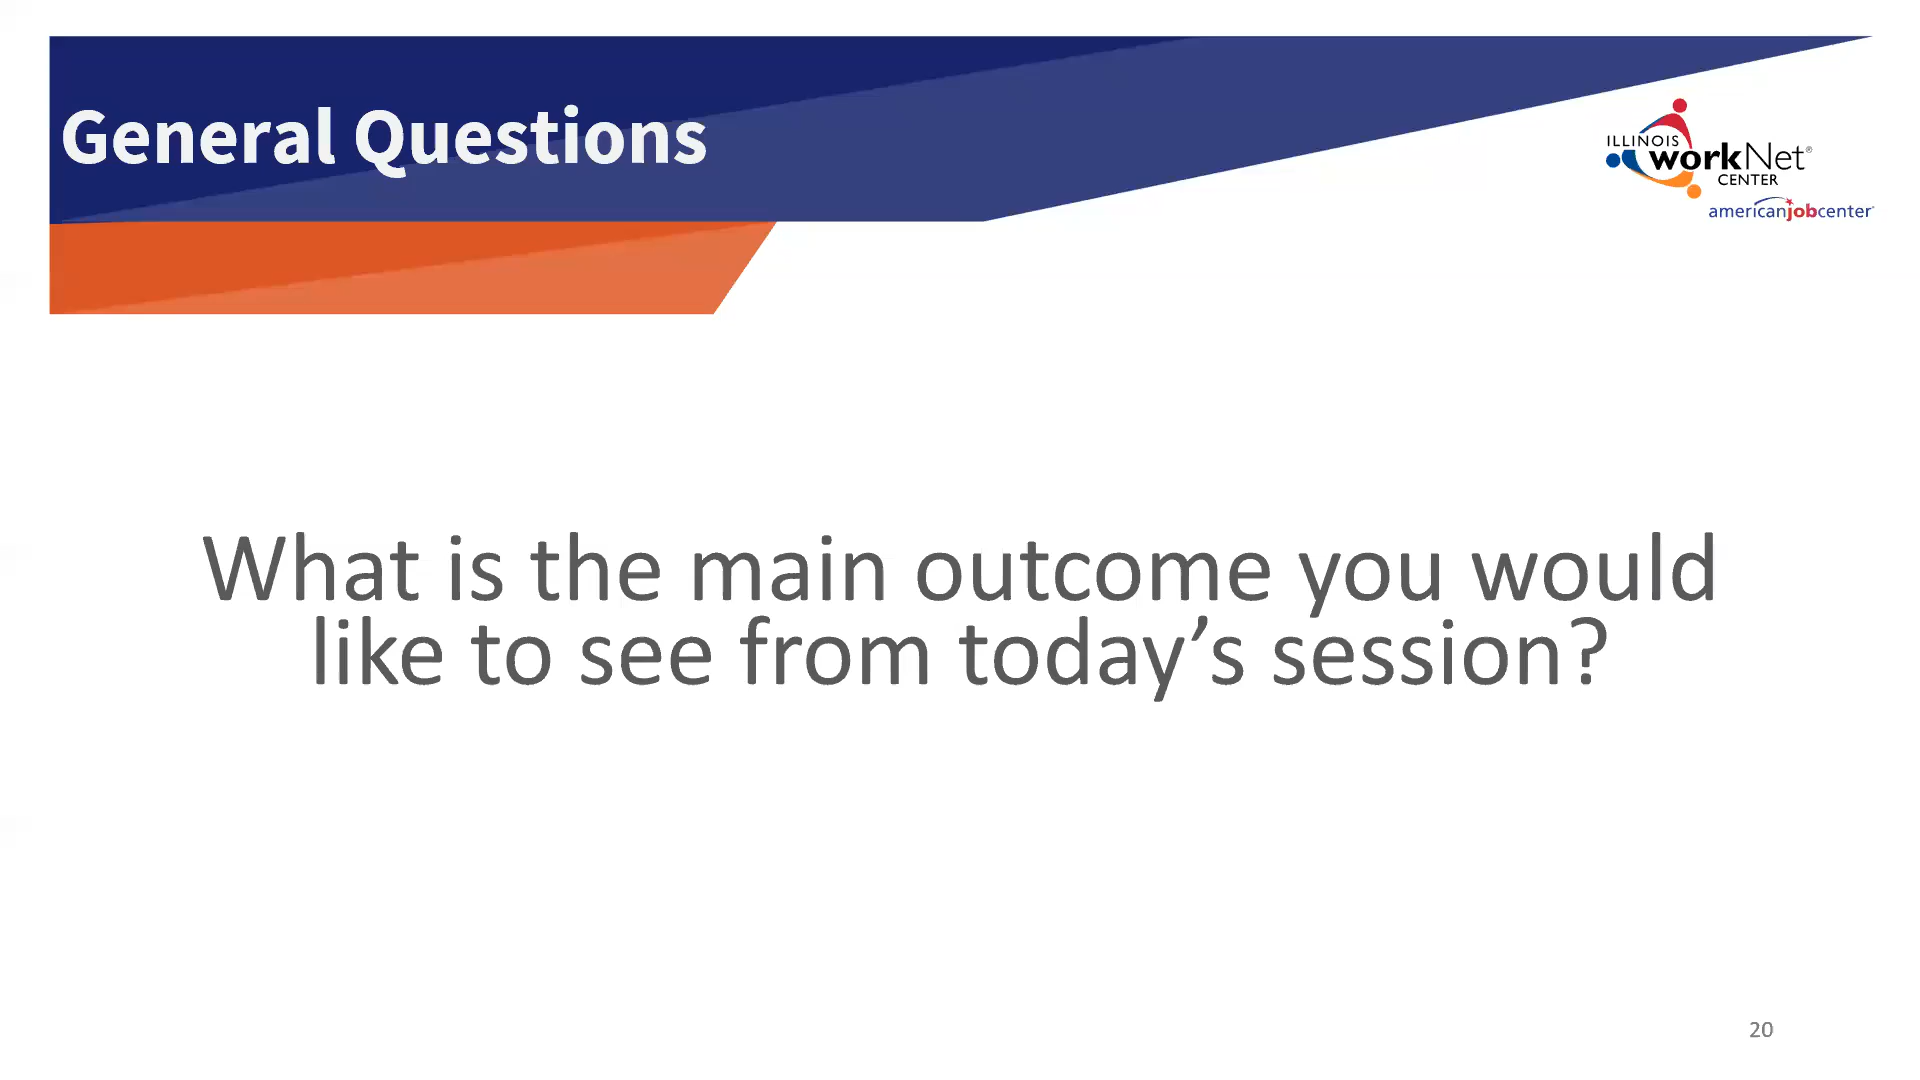 General Questions
ILLINOIS
workNet®
CENTER
americanjobcenter
What is the main outcome you would
like to see from today’s session?
20